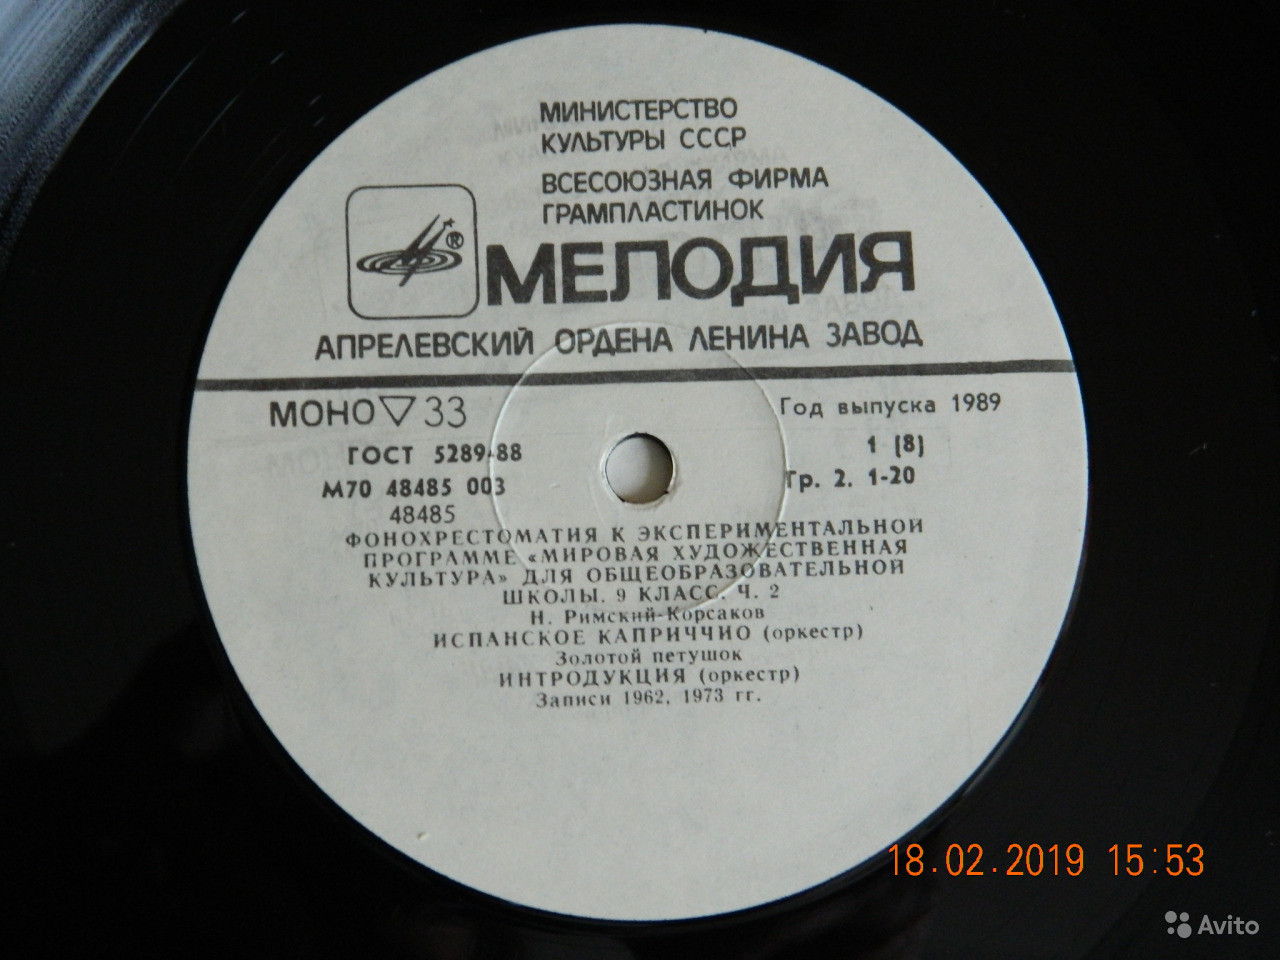 МИНИСТЕРСТВО
КУЛЬТУРЫ СССР
ВСЕСОЮЗНАЯ ФИРМА
ГРАМПЛАСТИНОК
®
МЕЛОДИЯ
АПРЕЛЕВСКИЙ ОРДЕНА ЛЕНИНА ЗАВОД
МОНО ▽ 33
Год выпуска 1989
ГОСТ 5289-88
1 (8)
М70 48485 003
Гр. 2. 1-20
48485
ФОНОХРЕСТОМАТИЯ К ЭКСПЕРИМЕНТАЛЬНОЙ
ПРОГРАММЕ «МИРОВАЯ ХУДОЖЕСТВЕННАЯ
КУЛЬТУРА» ДЛЯ ОБЩЕОБРАЗОВАТЕЛЬНОЙ
ШКОЛЫ. 9 КЛАСС. Ч. 2
Н. Римский-Корсаков
ИСПАНСКОЕ КАПРИЧЧИО (оркестр)
Золотой петушок
ИНТРОДУКЦИЯ (оркестр)
Записи 1962, 1973 гг.
18.02.2019 15:53
Avito